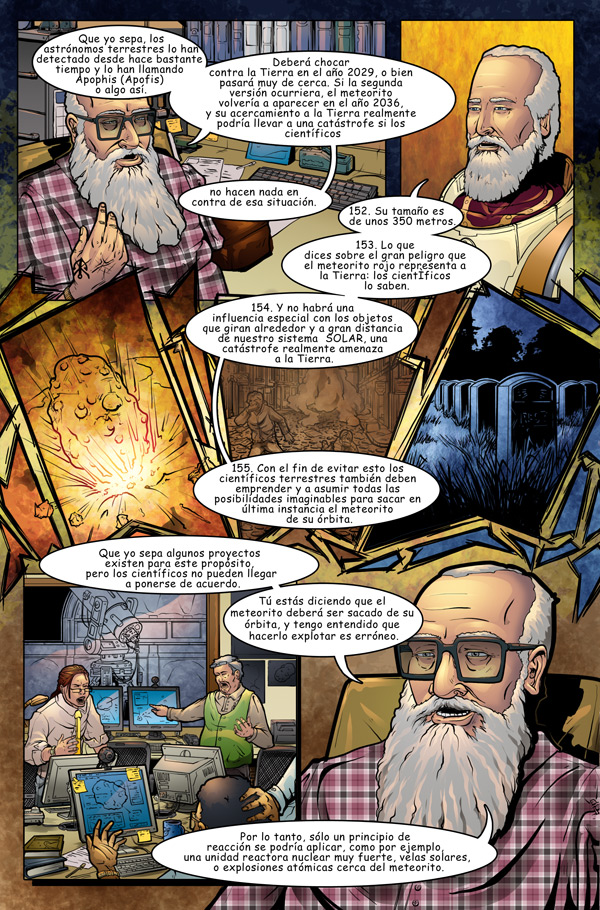 Que yo sepa, los
astrónomos terrestres lo han
detectado desde hace bastante
tiempo y lo han llamando
Apophis (Apofis)
o algo así.
Deberá chocar
contra la Tierra en el año 2029, o bien
pasará muy de cerca. Si la segunda
versión ocurriera, el meteorito
volvería a aparecer en el año 2036,
y su acercamiento a la Tierra realmente
podría llevar a una catástrofe si los
científicos
no hacen nada en
contra de esa situación.
152. Su tamaño es
de unos 350 metros.
153. Lo que
dices sobre el gran peligro que
el meteorito rojo representa a
la Tierra: los cientIficos
lo saben.
154. Y no habrá una
influencia especial con los objetos
que giran alrededor y a gran distancia
de nuestro sistema SOLAR, una
catástrofe realmente amenaza
a la Tierra.
155. Con el fin de evitar esto los
científicos terrestres también deben
emprender y a asumir todas las
posibilidades imaginables para sacar en
última instancia el meteorito
de su órbita.
Que yo sepa algunos proyectos
existen para este propósito,
pero los científicos no pueden llegar
a ponerse de acuerdo.
Tú estás diciendo que el
meteorito deberá ser sacado de su
órbita, y tengo entendido que
hacerlo explotar es erróneo.
Por lo tanto, sólo un principio de
reacción se podría aplicar, como por ejemplo,
una unidad reactora nuclear muy fuerte, velas solares,
o explosiones atómicas cerca del meteorito.